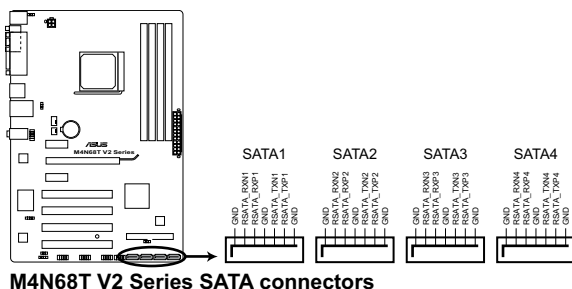 ASUS
M4N68T V2 Series
SATA1
GND
RSATA_RXN1
RSATA_RXP1
GND
RSATA_TXN1
RSATA_TXP1
GND
SATA2
GND
RSATA_RXN2
RSATA_RXP2
GND
RSATA_TXN2
RSATA_TXP2
GND
SATA3
GND
RSATA_RXN3
RSATA_RXP3
GND
RSATA_TXN3
RSATA_TXP3
GND
SATA4
GND
RSATA_RXN4
RSATA_RXP4
GND
RSATA_TXN4
RSATA_TXP4
GND
M4N68T V2 Series SATA connectors